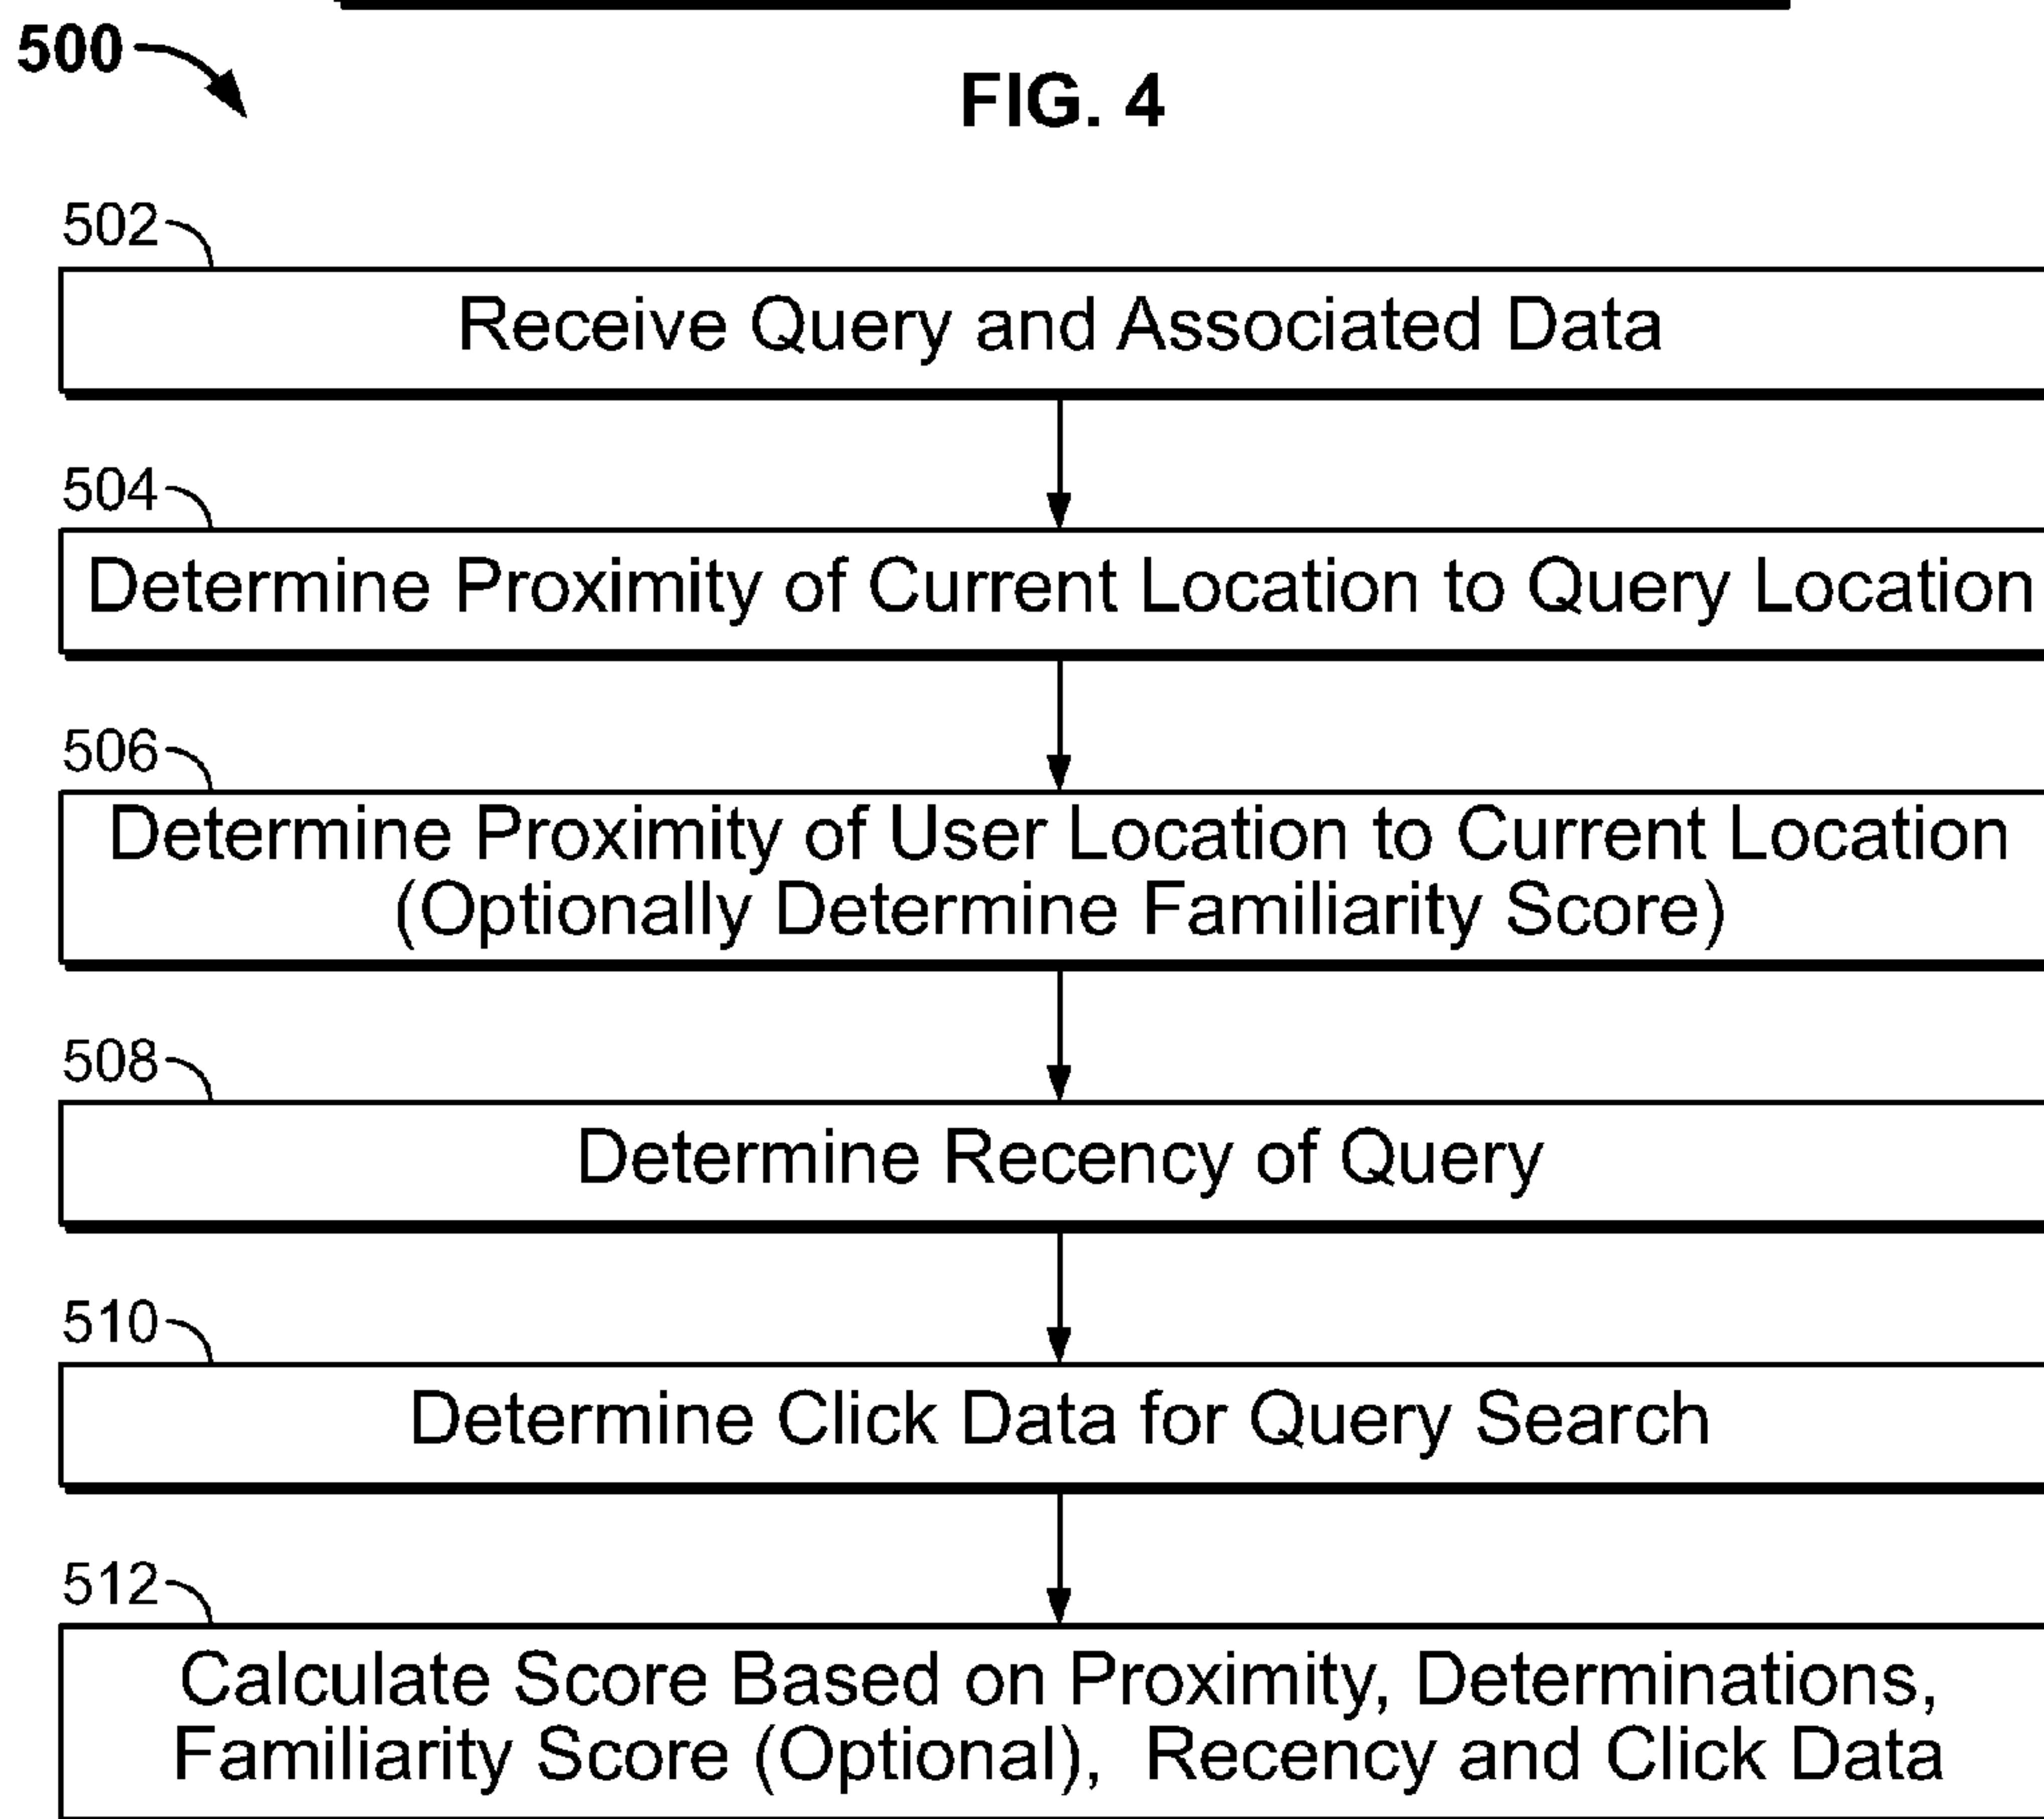 500
FIG. 4
502
Receive Query and Associated Data
504
Determine Proximity of Current Location to Query Location
506
Determine Proximity of User Location to Current Location
(Optionally Determine Familiarity Score)
508
Determine Recency of Query
510
Determine Click Data for Query Search
512
Calculate Score Based on Proximity, Determinations,
Familiarity Score (Optional), Recency and Click Data